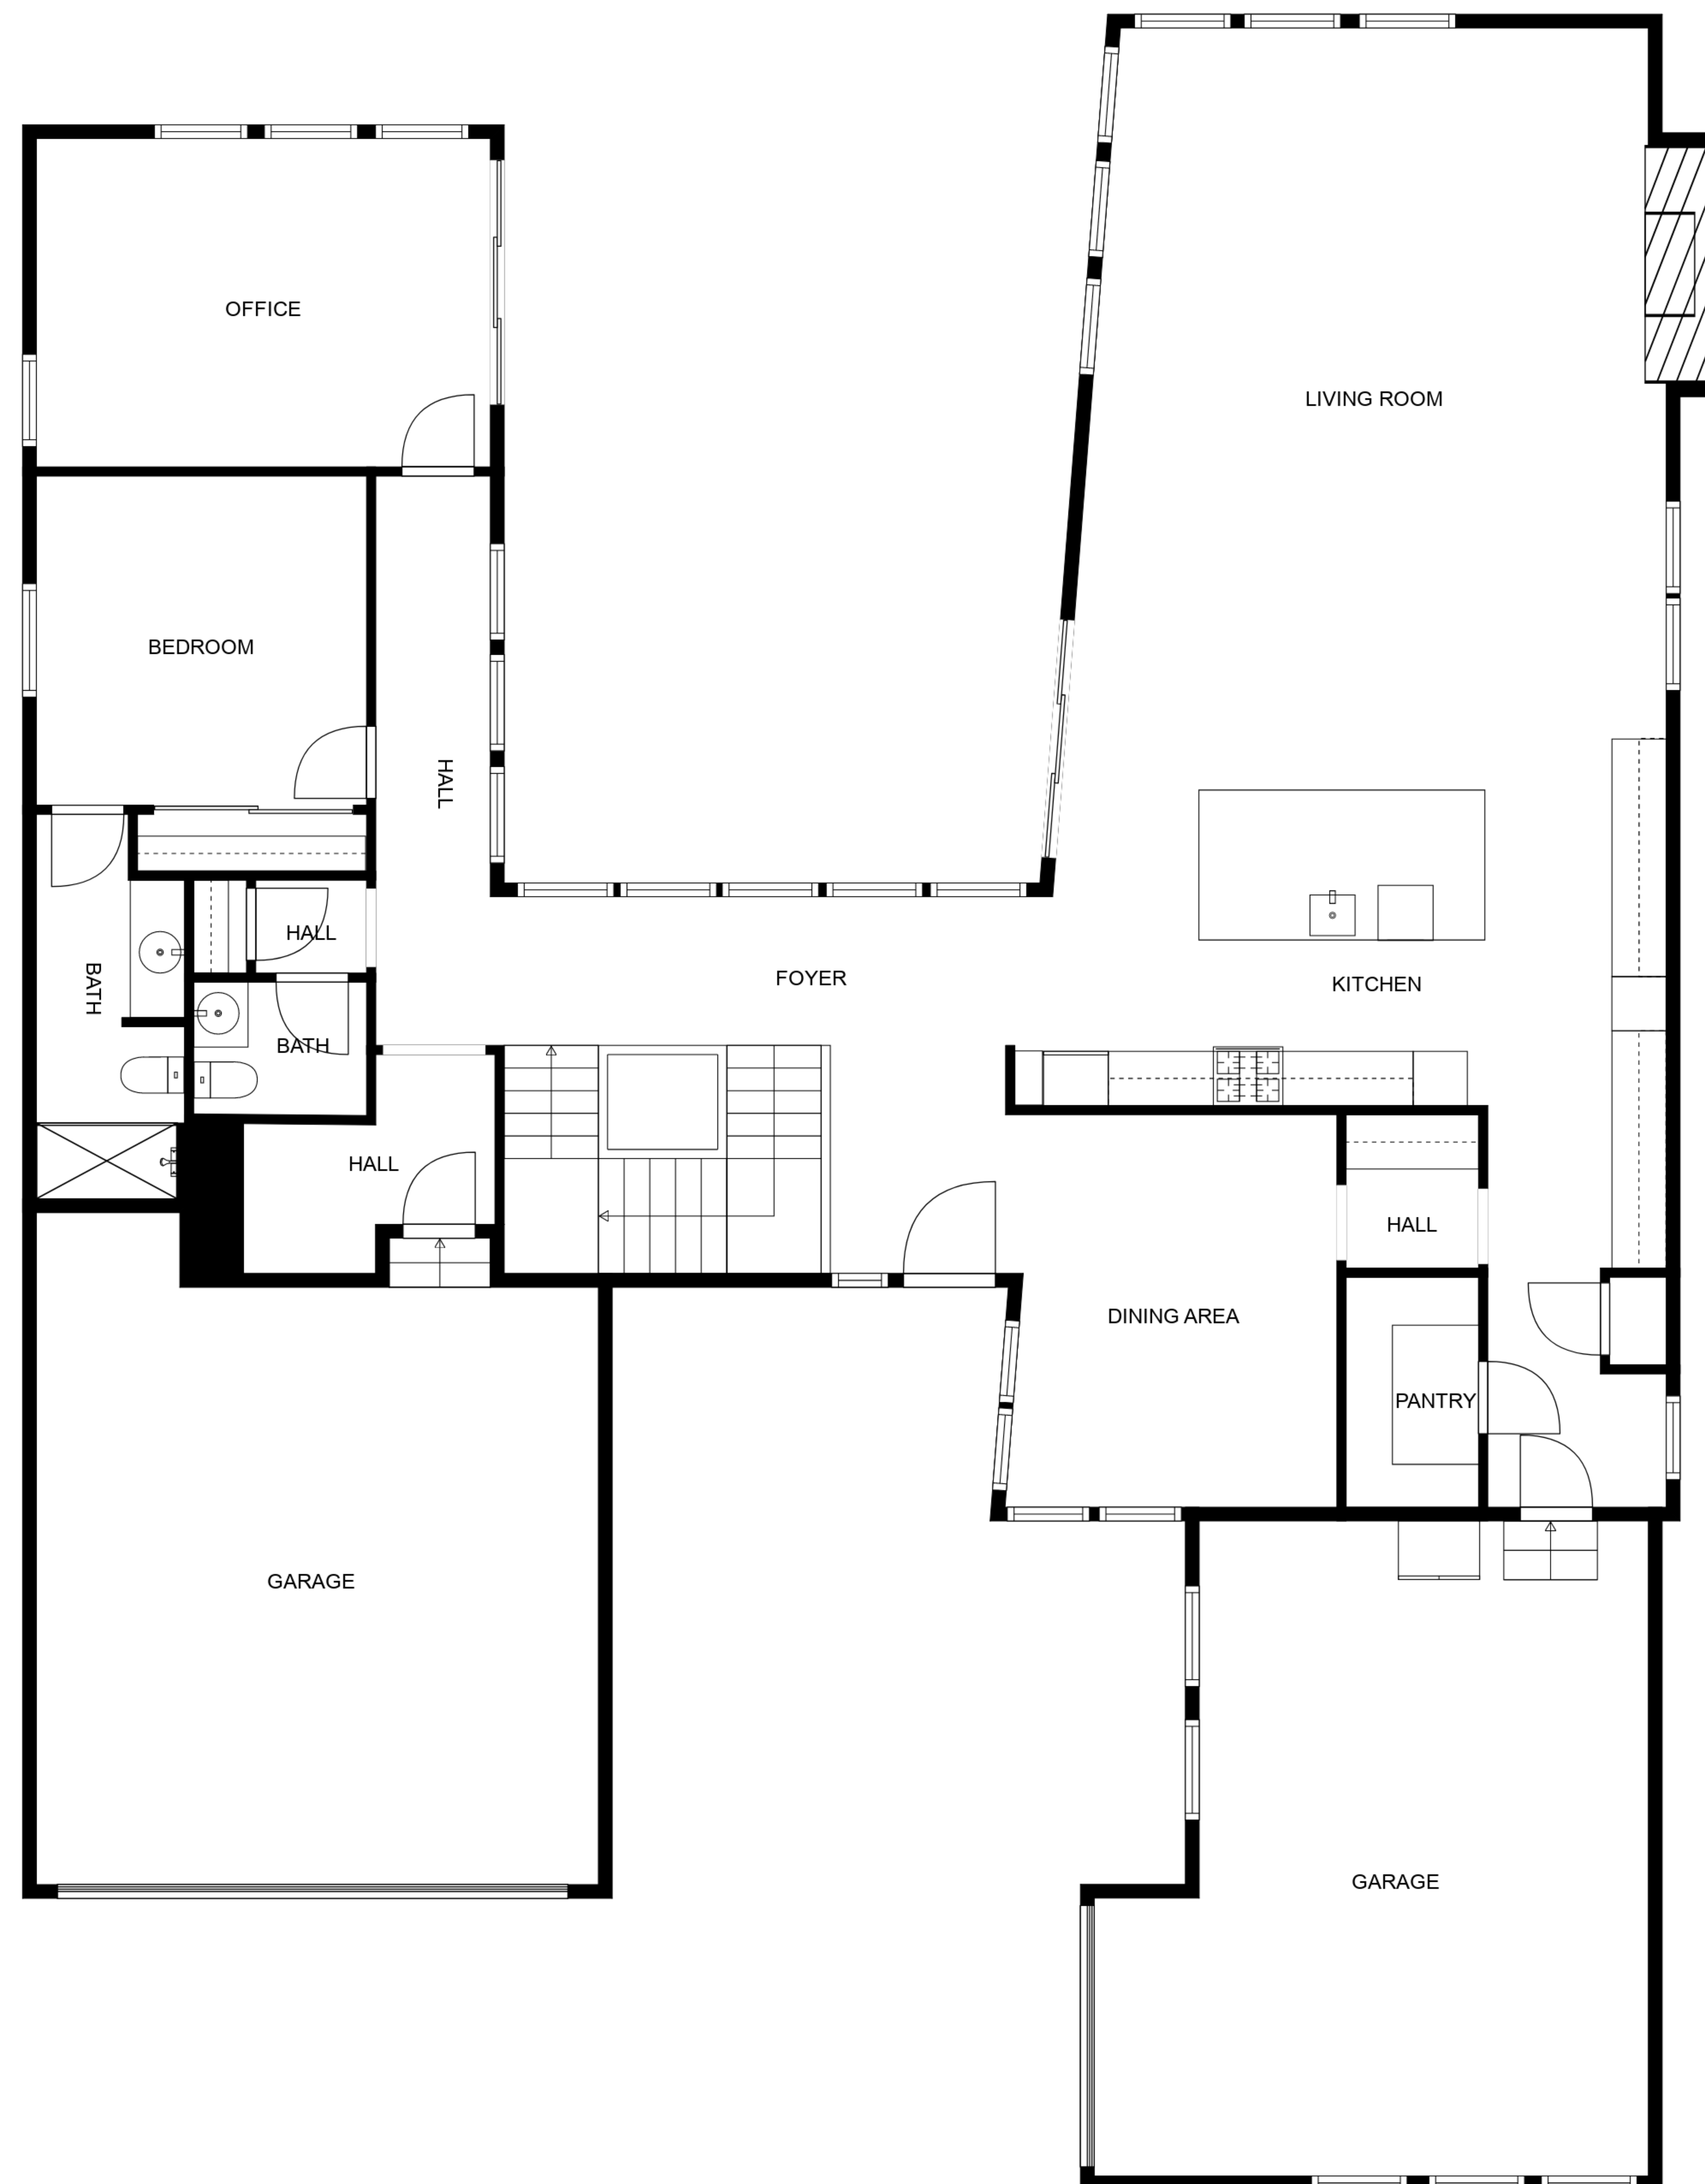 OFFICE
LIVING ROOM
BEDROOM
HALL
HALL
BATH
FOYER
KITCHEN
BATH
HALL
HALL
DINING AREA
PANTRY
GARAGE
GARAGE